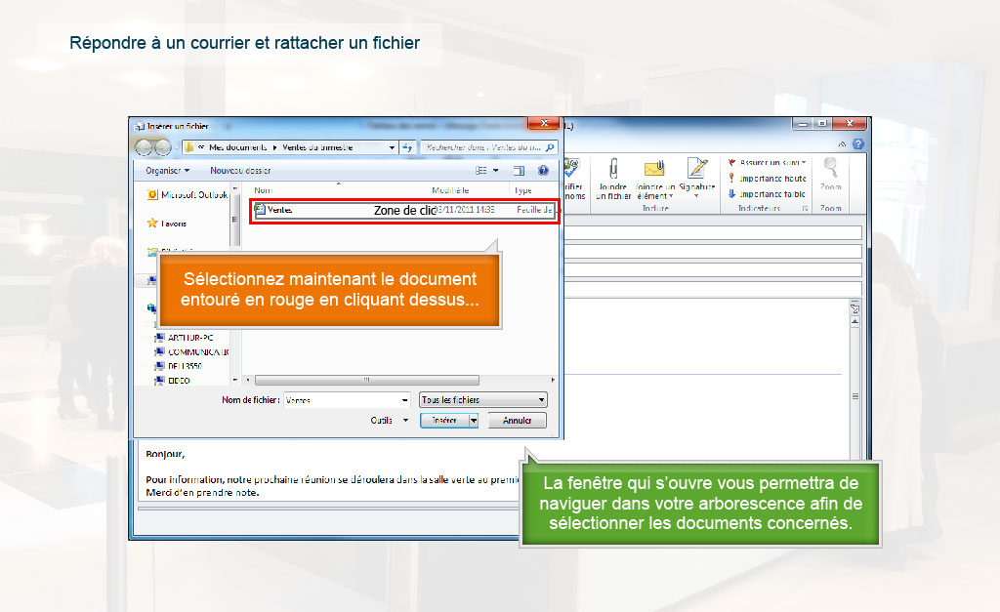 Répondre à un courrier et rattacher un fichier
Insérer un fichier
« Mes documents ▸ Ventes du trimestre
Rechercher dans : Ventes du tri...
Organiser
Nouveau dossier
Nom
Modifié le
Type
Microsoft Outlook
Ventes
Zone de clic
03/11/2011 14:33
Feuille de
Favoris
Sélectionnez maintenant le document
entouré en rouge en cliquant dessus...
ARTHUR-PC
COMMUNICATIO
DELL3550
Nom de fichier :
Ventes
Tous les fichiers
Outils
Insérer
Annuler
Joindre
un fichier
Joindre un
élément
Signature
Inclure
Assurer un suivi
Importance haute
Importance faible
Indicateurs
Zoom
Zoom
Bonjour,
Pour information, notre prochaine réunion se déroulera dans la salle verte au premie
Merci d'en prendre note.
La fenêtre qui s'ouvre vous permettra de
naviguer dans votre arborescence afin de
sélectionner les documents concernés.